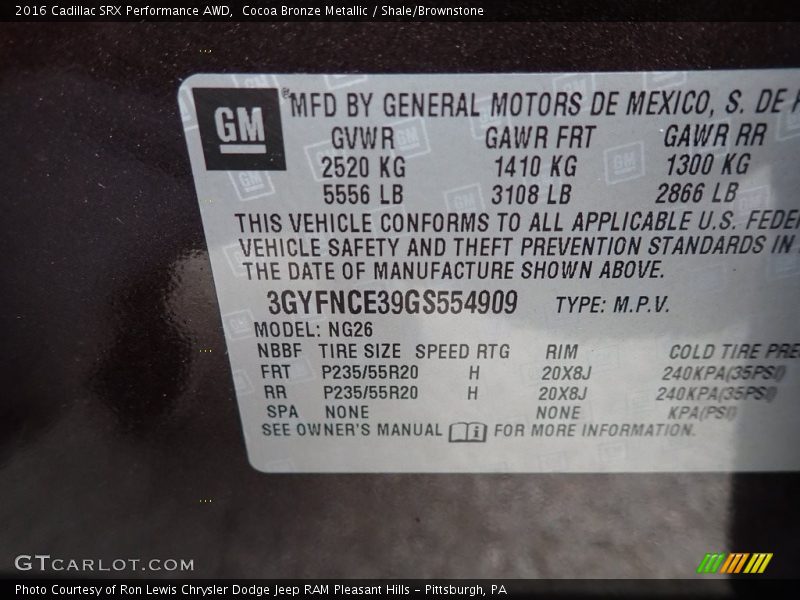 2016 Cadillac SRX Performance AWD,  Cocoa Bronze Metallic / Shale/Brownstone
GM ® MFD BY GENERAL MOTORS DE MEXICO, S. DE
GVWR GAWR FRT GAWR RR
2520 KG 1410 KG 1300 KG
5556 LB 3108 LB 2866 LB
THIS VEHICLE CONFORMS TO ALL APPLICABLE U.S. FEDE
VEHICLE SAFETY AND THEFT PREVENTION STANDARDS IN
THE DATE OF MANUFACTURE SHOWN ABOVE.
3GYFNCE39GS554909 TYPE: M.P.V.
MODEL: NG26
NBBF TIRE SIZE SPEED RTG RIM COLD TIRE PRE
FRT P235/55R20 H 20X8J 240KPA(35PSI)
RR P235/55R20 H 20X8J 240KPA(35PSI)
SPA NONE NONE KPA(PSI)
SEE OWNER'S MANUAL FOR MORE INFORMATION.
GTCARLOT.COM
Photo Courtesy of Ron Lewis Chrysler Dodge Jeep RAM Pleasant Hills - Pittsburgh, PA